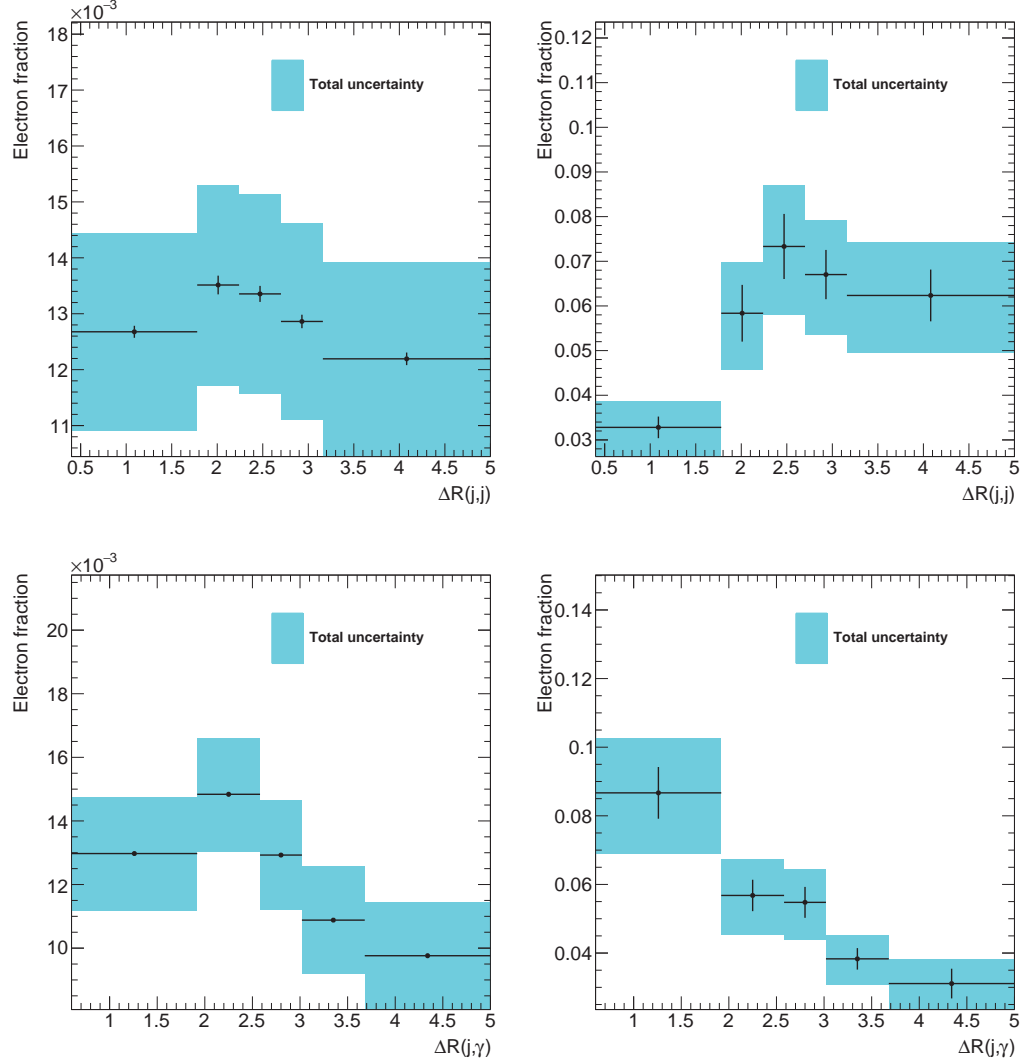 ×10⁻³
Electron fraction
18
17
16
15
14
13
12
11
Total uncertainty
0.5 1 1.5 2 2.5 3 3.5 4 4.5 5
ΔR(j,j)
Electron fraction
0.12
0.11
0.1
0.09
0.08
0.07
0.06
0.05
0.04
0.03
Total uncertainty
0.5 1 1.5 2 2.5 3 3.5 4 4.5 5
ΔR(j,j)
×10⁻³
Electron fraction
20
18
16
14
12
10
Total uncertainty
1 1.5 2 2.5 3 3.5 4 4.5 5
ΔR(j,γ)
Electron fraction
0.14
0.12
0.1
0.08
0.06
0.04
Total uncertainty
1 1.5 2 2.5 3 3.5 4 4.5 5
ΔR(j,γ)